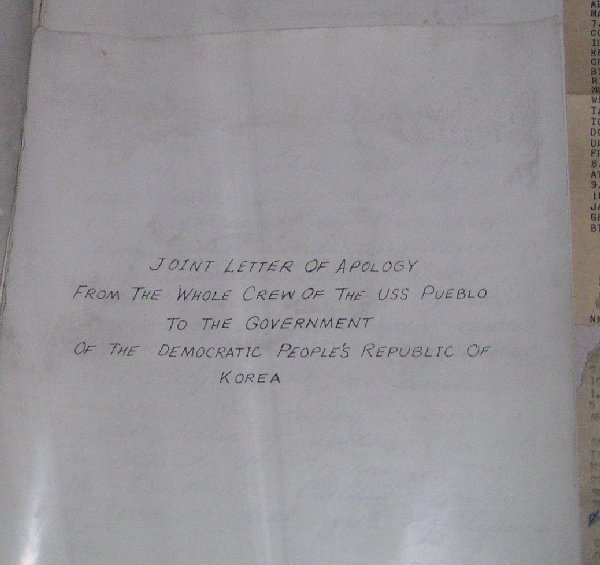 JOINT LETTER OF APOLOGY
FROM THE WHOLE CREW OF THE USS PUEBLO
TO THE GOVERNMENT
OF THE DEMOCRATIC PEOPLE'S REPUBLIC OF
KOREA